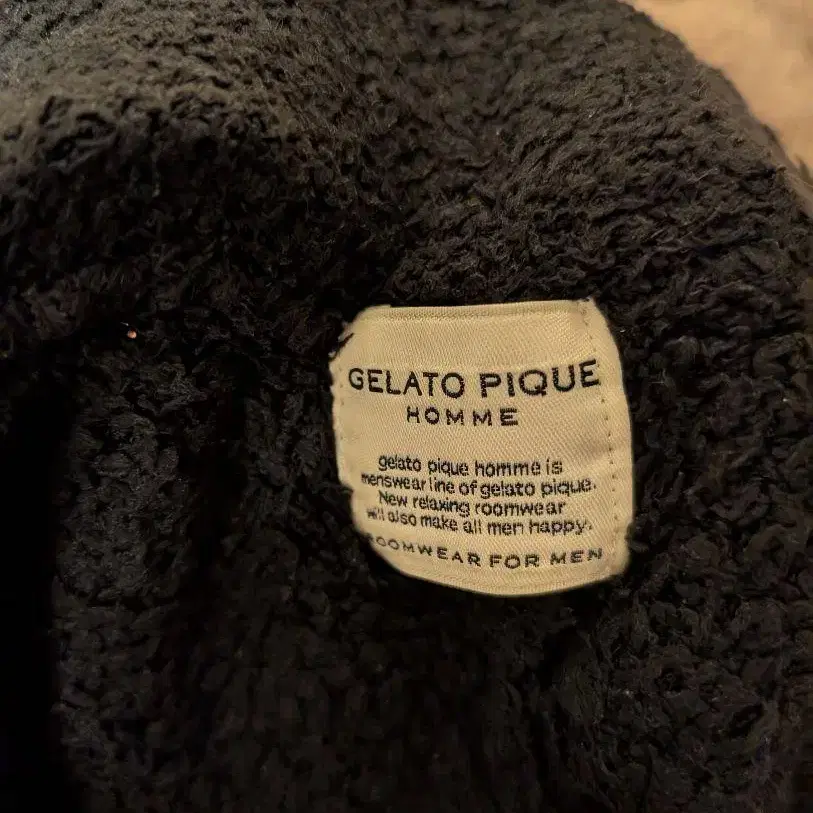 GELATO PIQUE
HOMME
gelato pique homme is
menswear line of gelato pique.
New relaxing roomwear
will also make all men happy.
ROOMWEAR FOR MEN